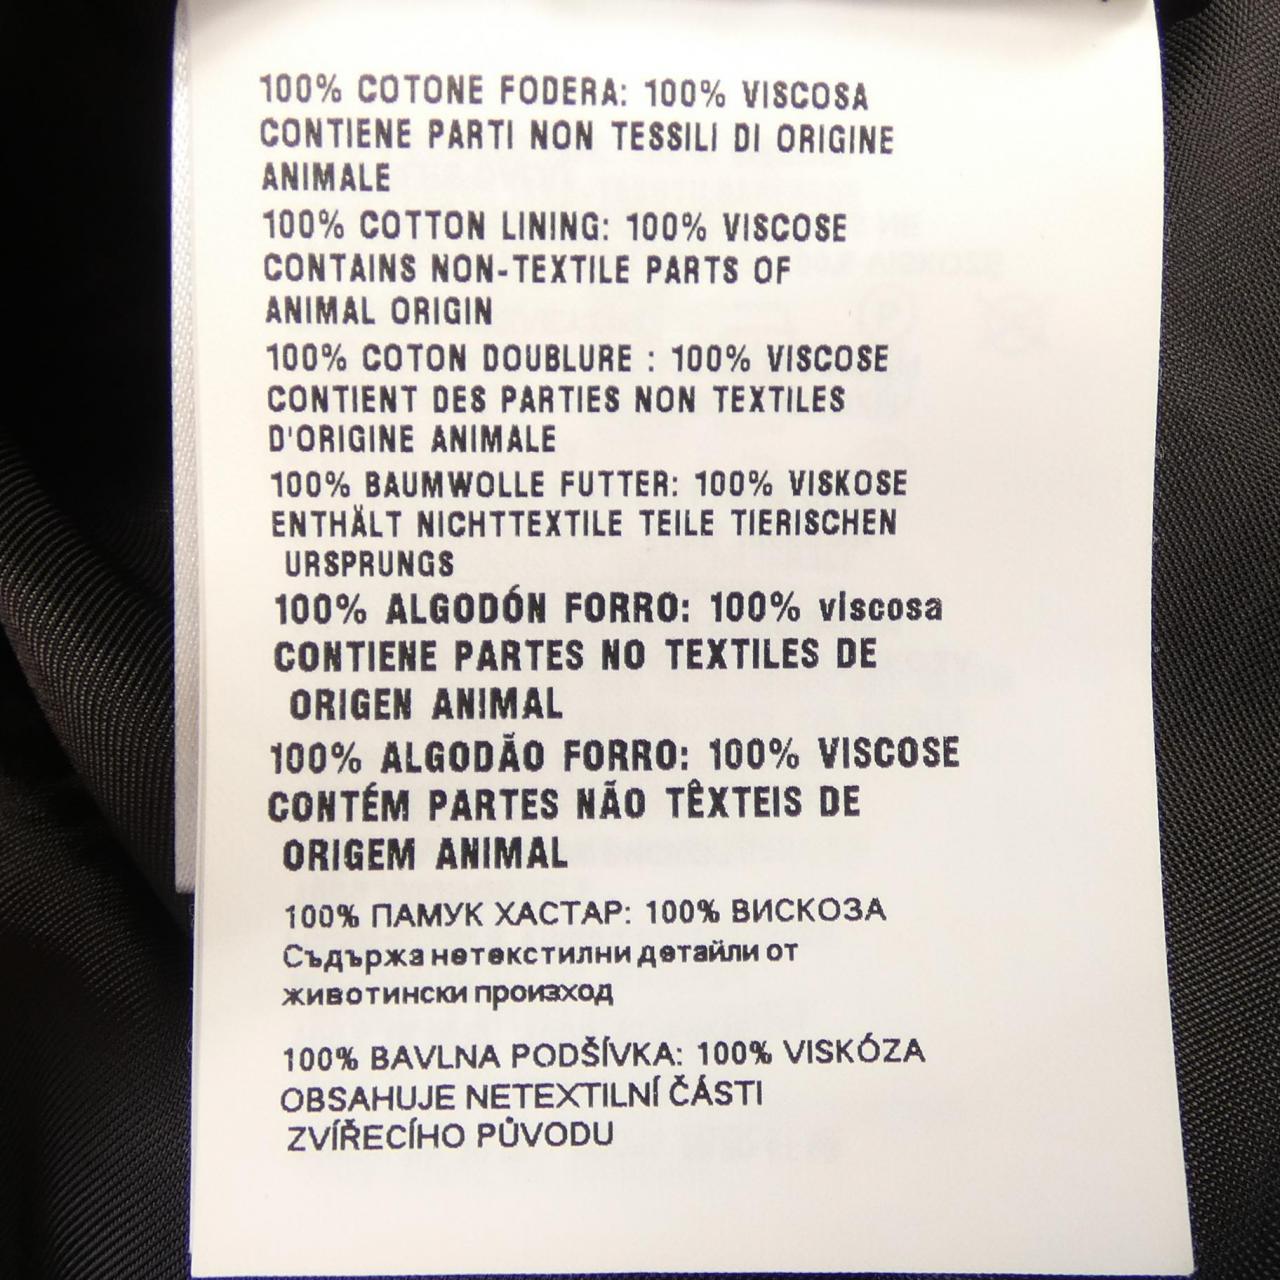 100% COTONE FODERA: 100% VISCOSA
CONTIENE PARTI NON TESSILI DI ORIGINE
ANIMALE
100% COTTON LINING: 100% VISCOSE
CONTAINS NON-TEXTILE PARTS OF
ANIMAL ORIGIN
100% COTON DOUBLURE : 100% VISCOSE
CONTIENT DES PARTIES NON TEXTILES
D'ORIGINE ANIMALE
100% BAUMWOLLE FUTTER: 100% VISKOSE
ENTHÄLT NICHTTEXTILE TEILE TIERISCHEN
URSPRUNGS
100% ALGODÓN FORRO: 100% viscosa
CONTIENE PARTES NO TEXTILES DE
ORIGEN ANIMAL
100% ALGODÃO FORRO: 100% VISCOSE
CONTÉM PARTES NÃO TÊXTEIS DE
ORIGEM ANIMAL
100% ПАМУК ХАСТАР: 100% ВИСКОЗА
Съдържа нетекстилни детайли от
животински произход
100% BAVLNA PODŠÍVKA: 100% VISKÓZA
OBSAHUJE NETEXTILNÍ ČÁSTI
ZVÍŘECÍHO PŮVODU